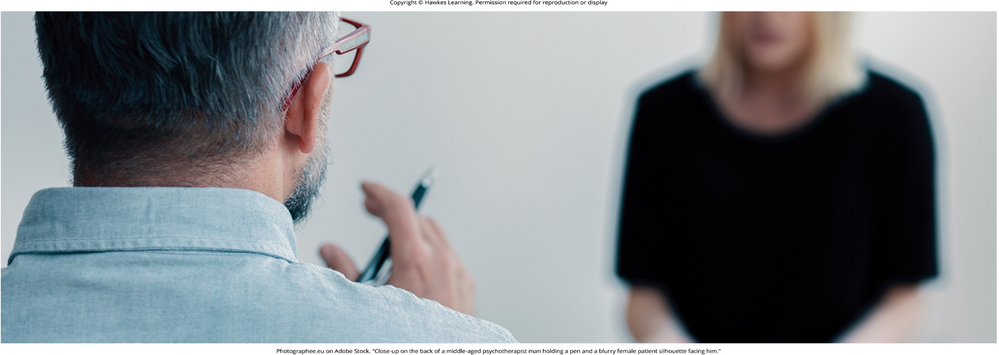 Copyright © Hawkes Learning. Permission required for reproduction or display
Photographee.eu on Adobe Stock. "Close-up on the back of a middle-aged psychotherapist man holding a pen and a blurry female patient silhouette facing him."